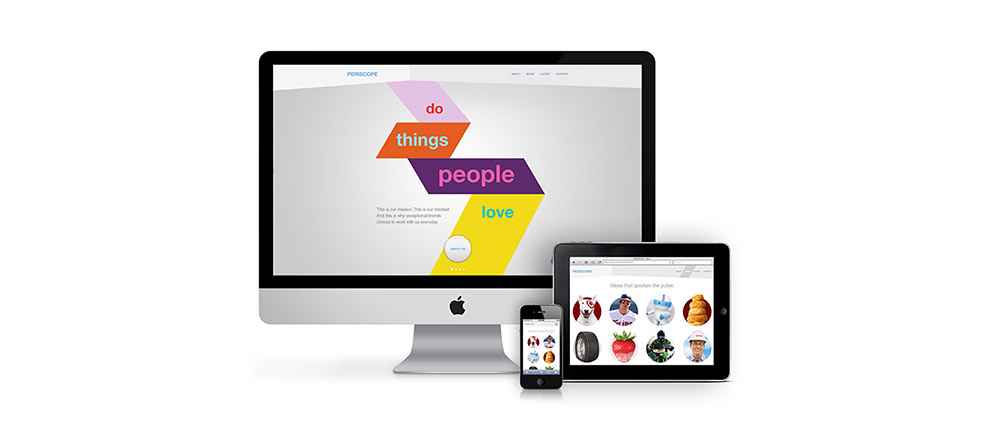 PERISCOPE
ABOUT WORK LATEST CONTACT
do
things
people
love
This is our mission. This is our mindset.
And this is why exceptional brands
choose to work with us everyday.
ABOUT US
PERISCOPE
Ideas that quicken the pulse.